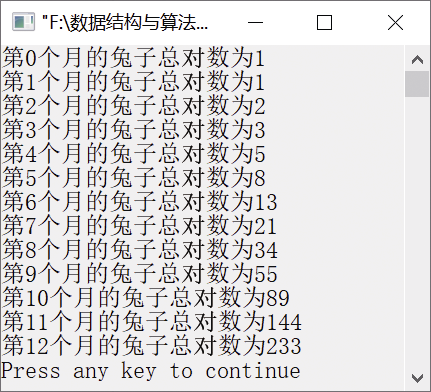 "F:\数据结构与算法...
第0个月的兔子总对数为1
第1个月的兔子总对数为1
第2个月的兔子总对数为2
第3个月的兔子总对数为3
第4个月的兔子总对数为5
第5个月的兔子总对数为8
第6个月的兔子总对数为13
第7个月的兔子总对数为21
第8个月的兔子总对数为34
第9个月的兔子总对数为55
第10个月的兔子总对数为89
第11个月的兔子总对数为144
第12个月的兔子总对数为233
Press any key to continue